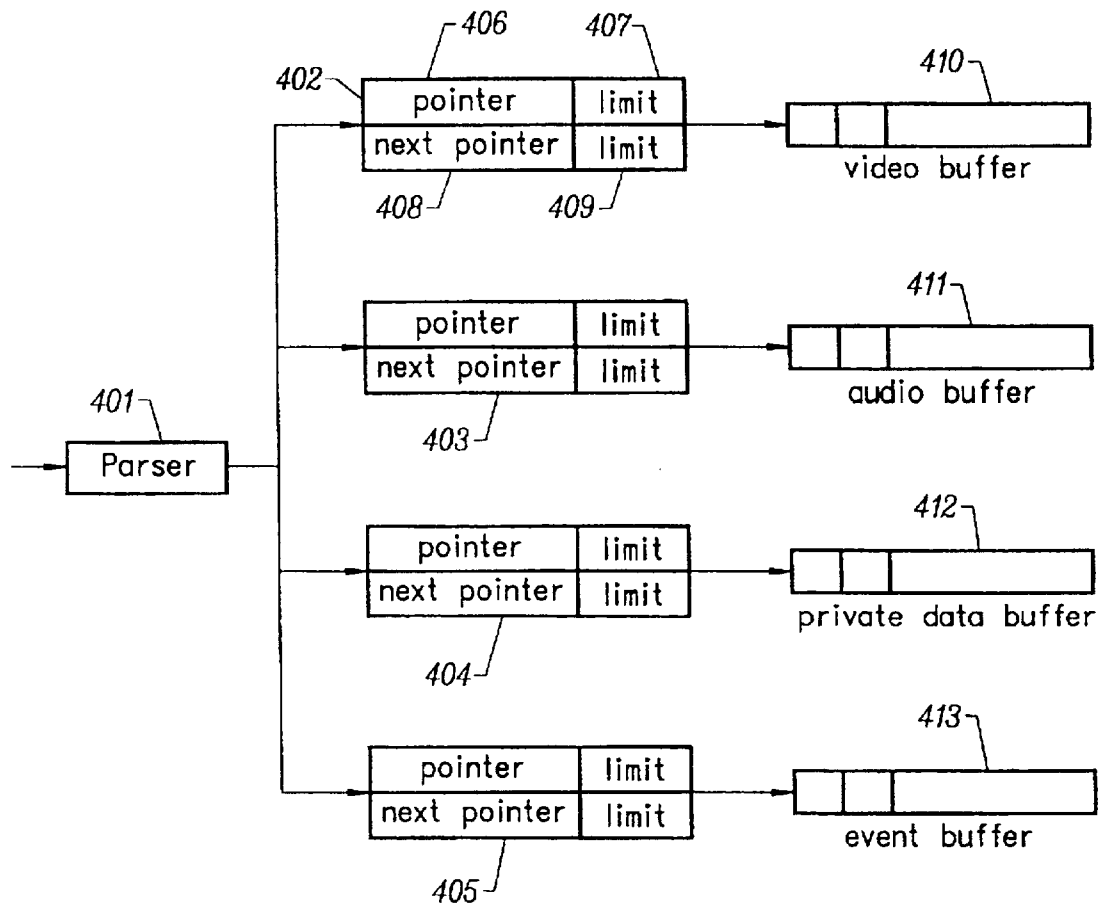 406
407
402
410
pointer limit
next pointer limit
video buffer
408
409
411
pointer limit
next pointer limit
audio buffer
401
403
Parser
412
pointer limit
next pointer limit
private data buffer
404
413
pointer limit
next pointer limit
event buffer
405